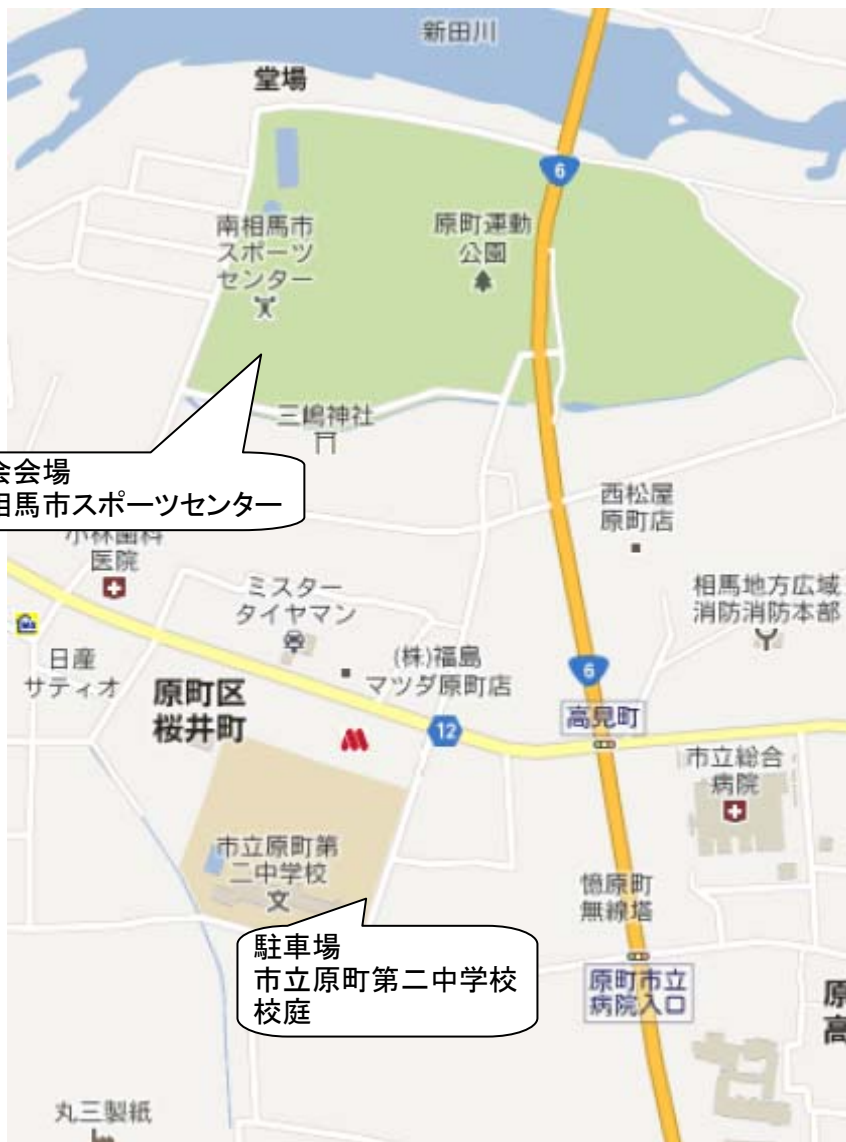 新田川
堂場
6
南相馬市
スポーツ
センター
原町運動
公園
三嶋神社
会会場
相馬市スポーツセンター
西松屋
原町店
小林歯科
医院
ミスター
タイヤマン
相馬地方広域
消防消防本部
日産
サティオ
(株)福島
マツダ原町店
6
原町区
桜井町
高見町
12
市立総合
病院
市立原町第
二中学校
文
憶原町
無線塔
駐車場
市立原町第二中学校
校庭
原町市立
病院入口
原
高
丸三製紙